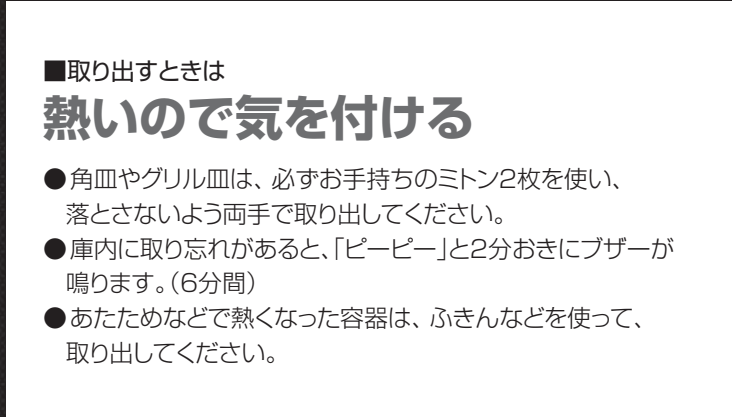 ■取り出すときは
熱いので気を付ける
●角皿やグリル皿は、必ずお手持ちのミトン2枚を使い、
落とさないよう両手で取り出してください。
●庫内に取り忘れがあると、「ピーピー」と2分おきにブザーが
鳴ります。（6分間）
●あたためなどで熱くなった容器は、ふきんなどを使って、
取り出してください。